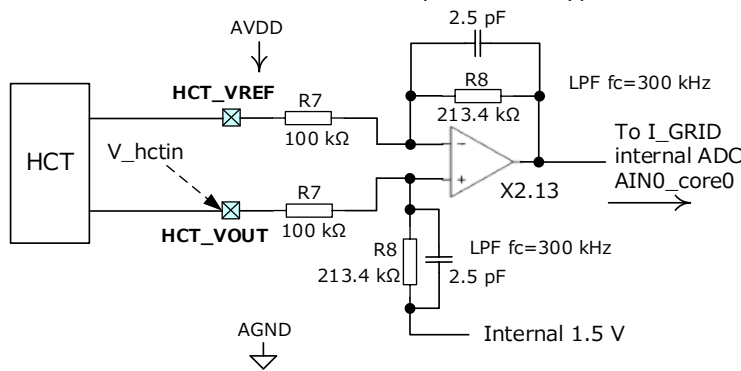 2.5 pF
AVDD
R8
LPF fc=300 kHz
HCT_VREF
R7
213.4 kΩ
100 kΩ
To I_GRID
internal ADC
AIN0_core0
HCT
V_hctin
−
+
X2.13
R7
HCT_VOUT
100 kΩ
R8
LPF fc=300 kHz
213.4 kΩ
2.5 pF
AGND
Internal 1.5 V